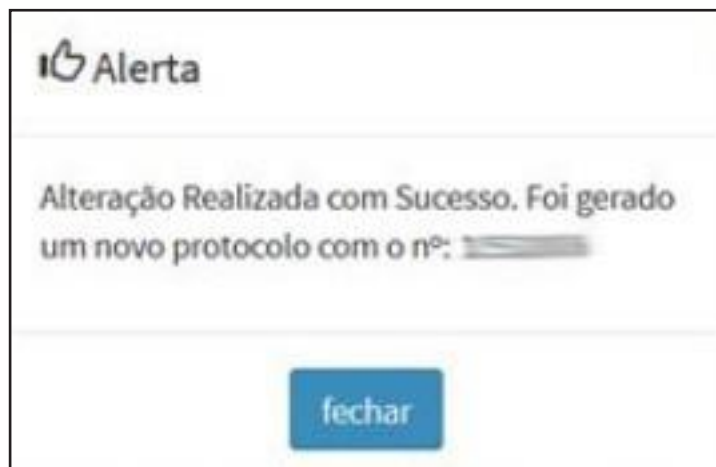 Alerta
Alteração Realizada com Sucesso. Foi gerado
um novo protocolo com o nº:
fechar